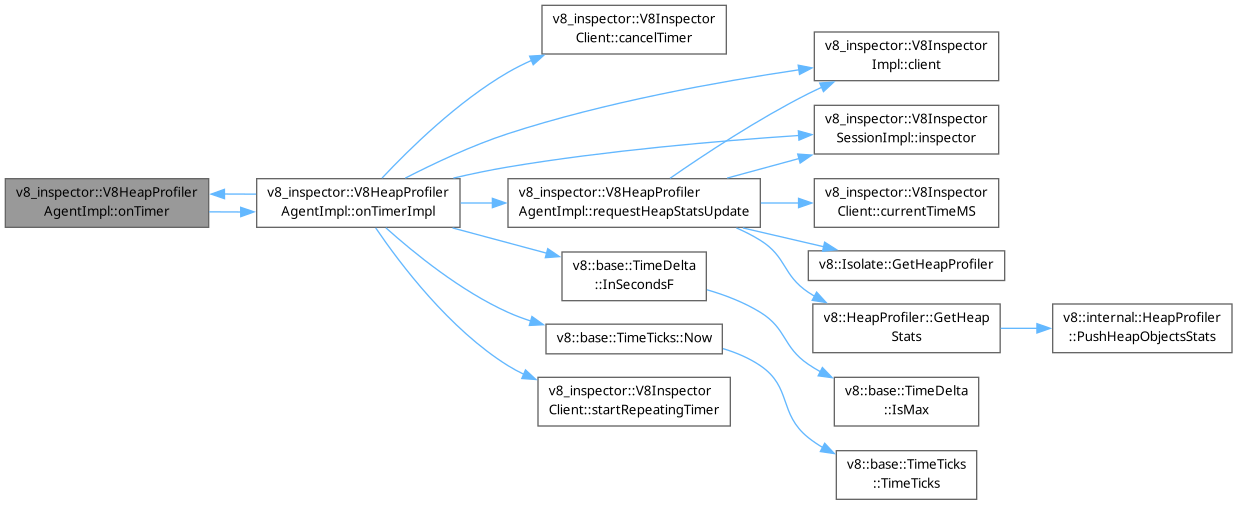 v8_inspector::V8HeapProfiler
AgentImpl::onTimer
v8_inspector::V8HeapProfiler
AgentImpl::onTimerImpl
v8_inspector::V8Inspector
Client::cancelTimer
v8_inspector::V8HeapProfiler
AgentImpl::requestHeapStatsUpdate
v8::base::TimeDelta
::InSecondsF
v8::base::TimeTicks::Now
v8_inspector::V8Inspector
Client::startRepeatingTimer
v8_inspector::V8Inspector
Impl::client
v8_inspector::V8Inspector
SessionImpl::inspector
v8_inspector::V8Inspector
Client::currentTimeMS
v8::Isolate::GetHeapProfiler
v8::HeapProfiler::GetHeap
Stats
v8::base::TimeDelta
::IsMax
v8::base::TimeTicks
::TimeTicks
v8::internal::HeapProfiler
::PushHeapObjectsStats